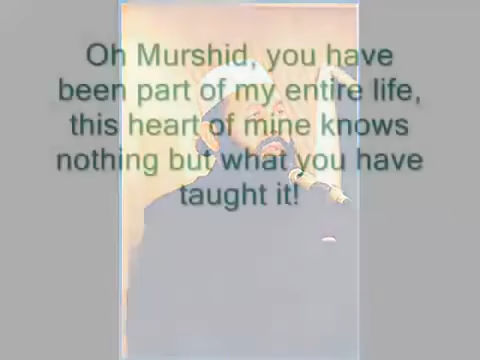 Oh Murshid, you have
been part of my entire life,
this heart of mine knows
nothing but what you have
taught it!